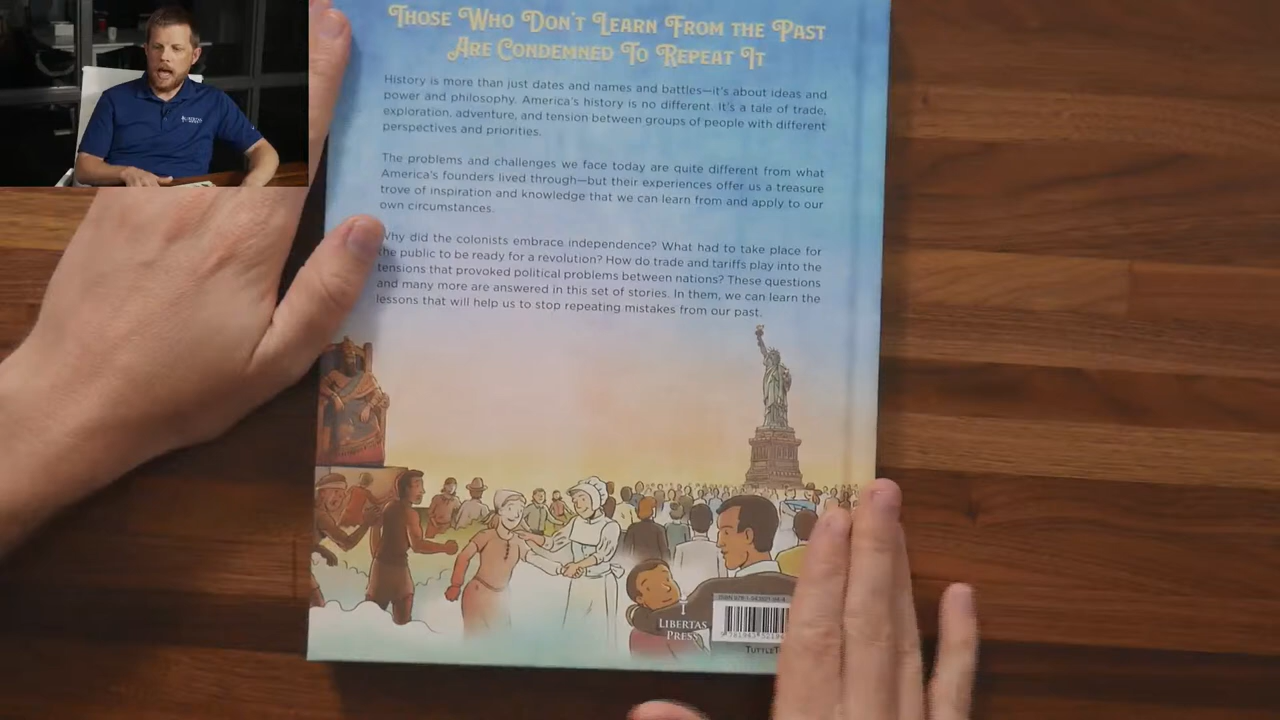 Those Who Don't Learn From the Past
Are Condemned To Repeat It
History is more than just dates and names and battles—it's about ideas and
power and philosophy. America's history is no different. It's a tale of trade,
exploration, adventure, and tension between groups of people with different
perspectives and priorities.
The problems and challenges we face today are quite different from what
America's founders lived through—but their experiences offer us a treasure
trove of inspiration and knowledge that we can learn from and apply to our
own circumstances.
Why did the colonists embrace independence? What had to take place for
the public to be ready for a revolution? How do trade and tariffs play into the
tensions that provoked political problems between nations? These questions
and many more are answered in this set of stories. In them, we can learn the
lessons that will help us to stop repeating mistakes from our past.
Libertas
Press